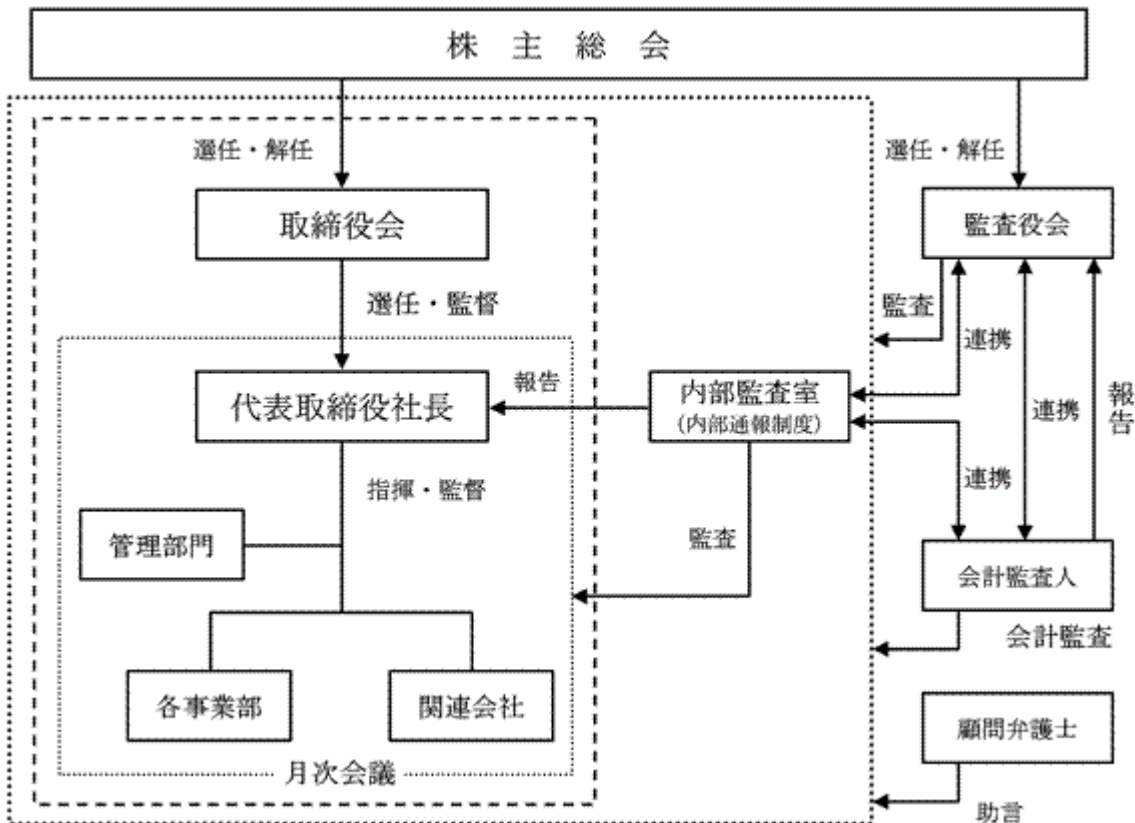 株主総会
選任・解任
選任・解任
取締役会
監査役会
選任・監督
監査
連携
報告
代表取締役社長
内部監査室
(内部通報制度)
連携
報告
指揮・監督
連携
管理部門
監査
会計監査人
会計監査
各事業部
関連会社
顧問弁護士
月次会議
助言